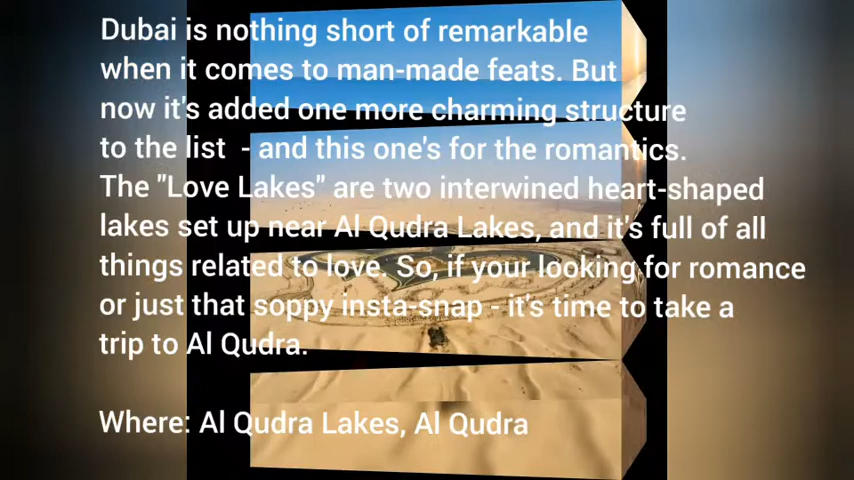 Dubai is nothing short of remarkable
when it comes to man-made feats. But
now it's added one more charming structure
to the list - and this one's for the romantics.
The "Love Lakes" are two interwined heart-shaped
lakes set up near Al Qudra Lakes, and it's full of all
things related to love. So, if your looking for romance
or just that soppy insta-snap - it's time to take a
trip to Al Qudra.
Where: Al Qudra Lakes, Al Qudra